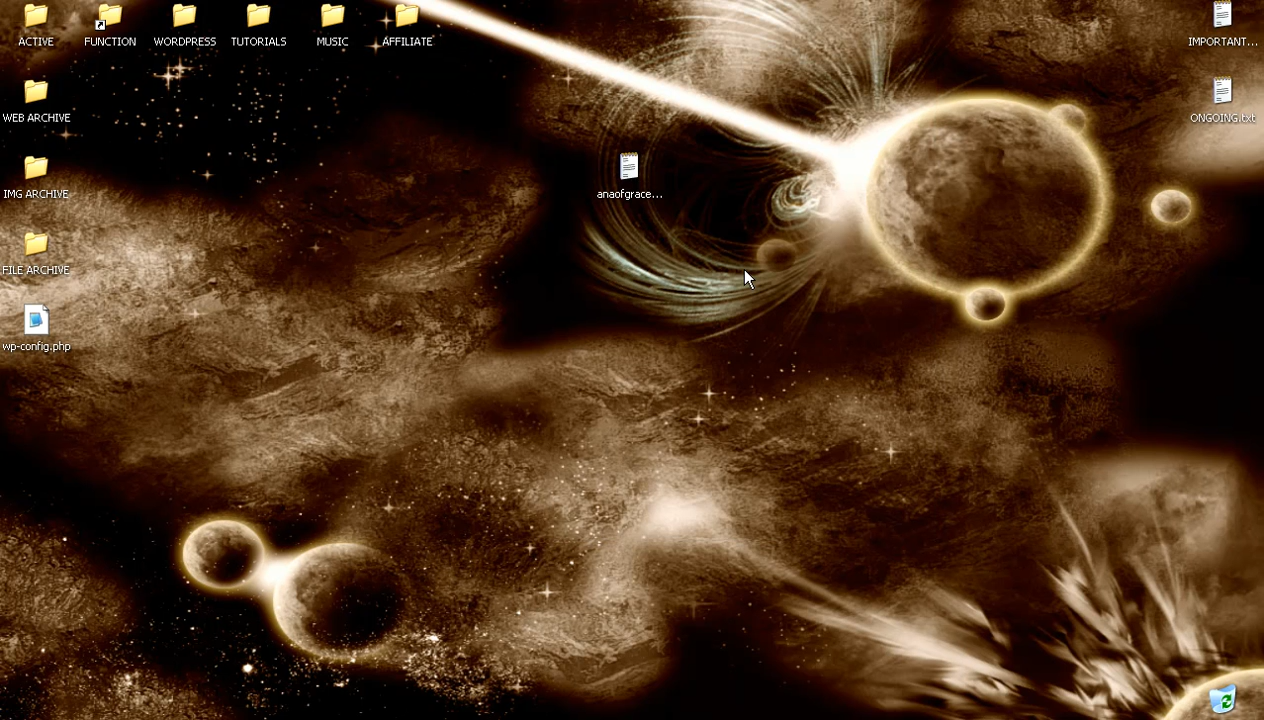 ACTIVE
FUNCTION
WORDPRESS
TUTORIALS
MUSIC
AFFILIATE
IMPORTANT...
WEB ARCHIVE
ONGOING.txt
IMG ARCHIVE
anaofgrace...
FILE ARCHIVE
wp-config.php